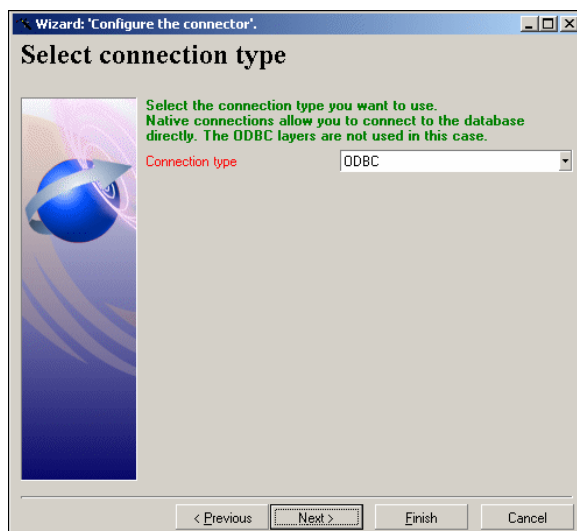 Wizard: 'Configure the connector'.
Select connection type
Select the connection type you want to use.
Native connections allow you to connect to the database
directly. The ODBC layers are not used in this case.
Connection type ODBC
< Previous Next > Finish Cancel